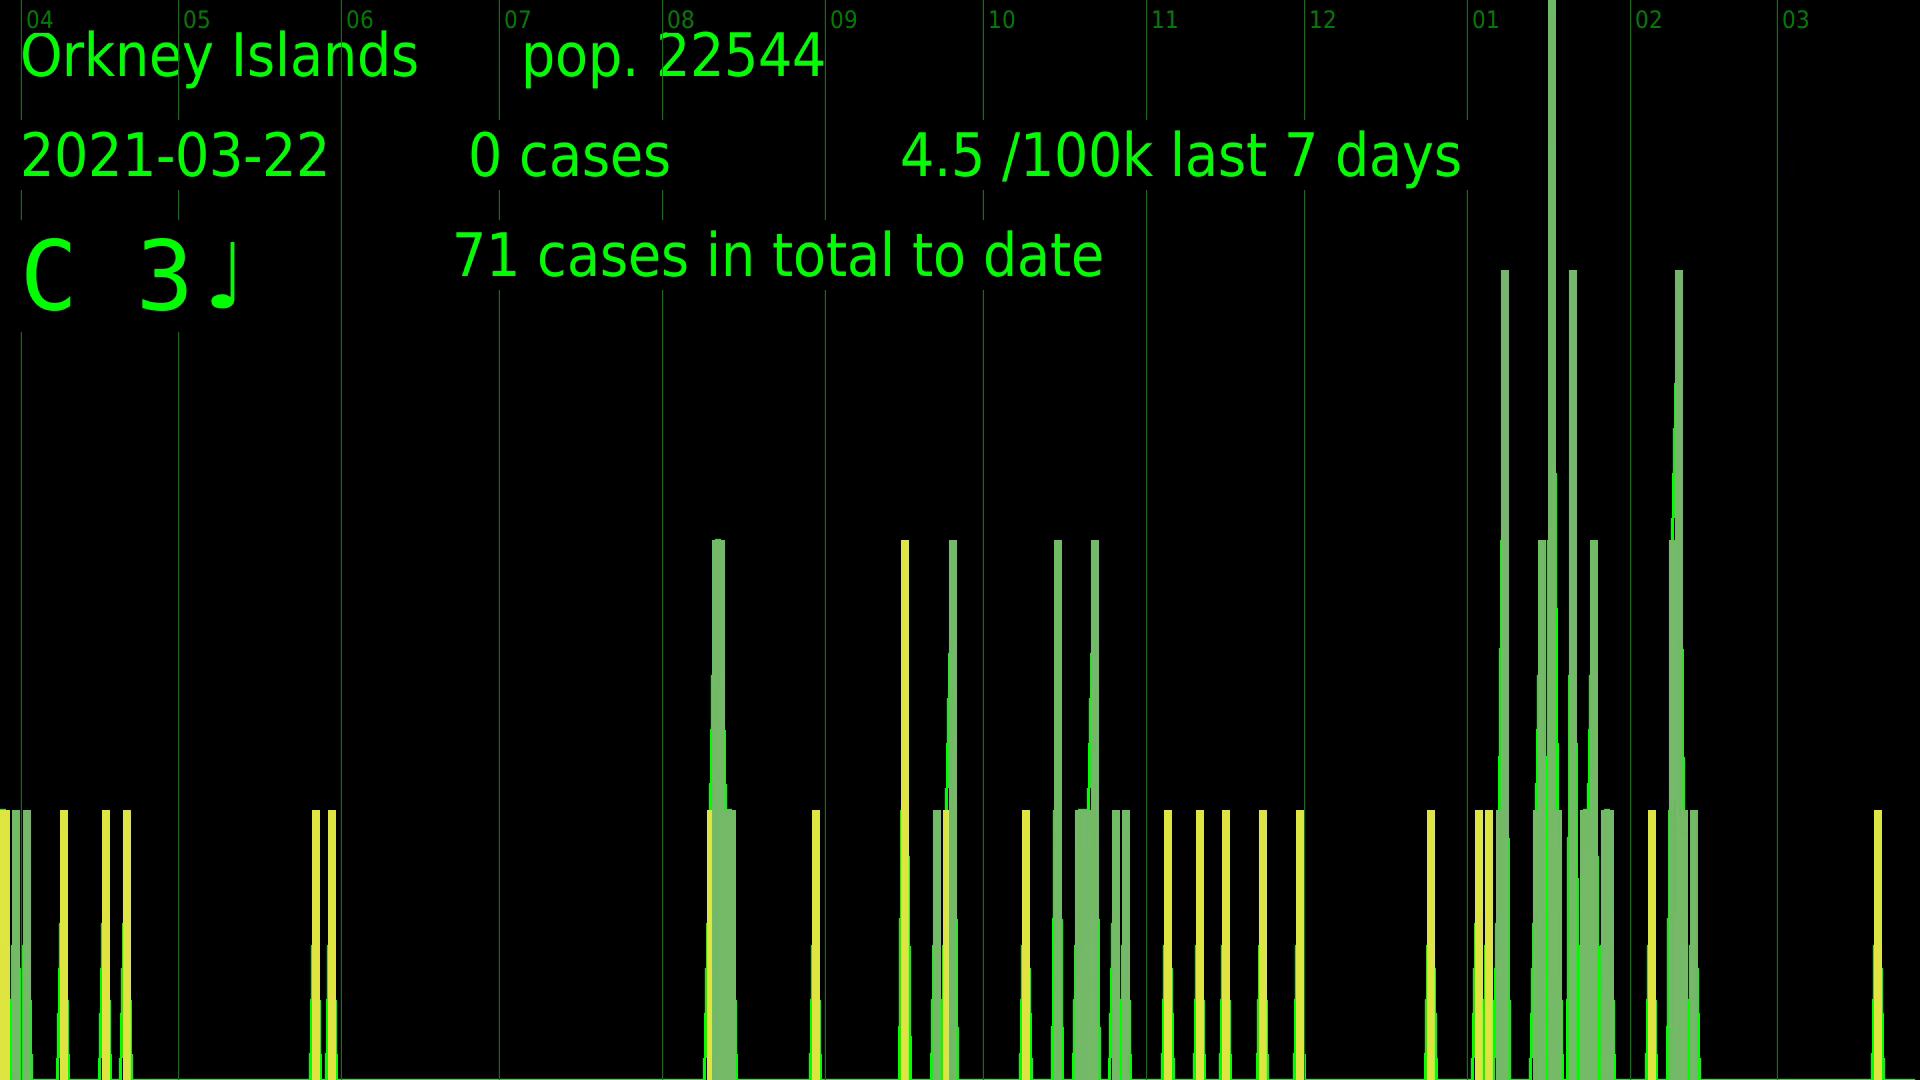 04 05 06 07 08 09 10 11 12 01 02 03
Orkney Islands pop. 22544
2021-03-22 0 cases 4.5 /100k last 7 days
C 3♩ 71 cases in total to date